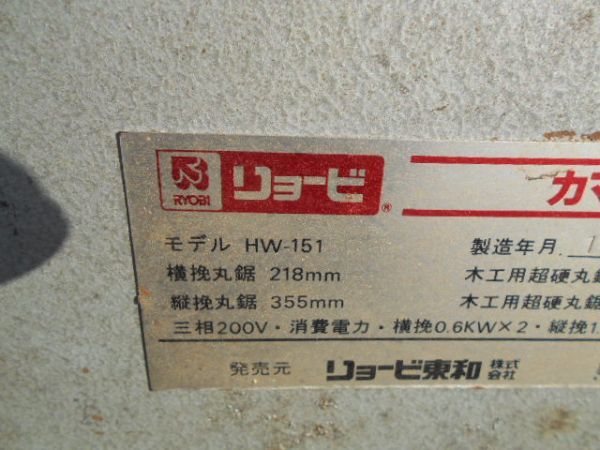 RYOBI リョービ ® カマ
モデル HW-151 製造年月 1
横挽丸鋸 218mm 木工用超硬丸鋸
縦挽丸鋸 355mm 木工用超硬丸鋸
三相200V・消費電力・横挽0.6KW×2・縦挽1
発売元 リョービ東和 株式会社